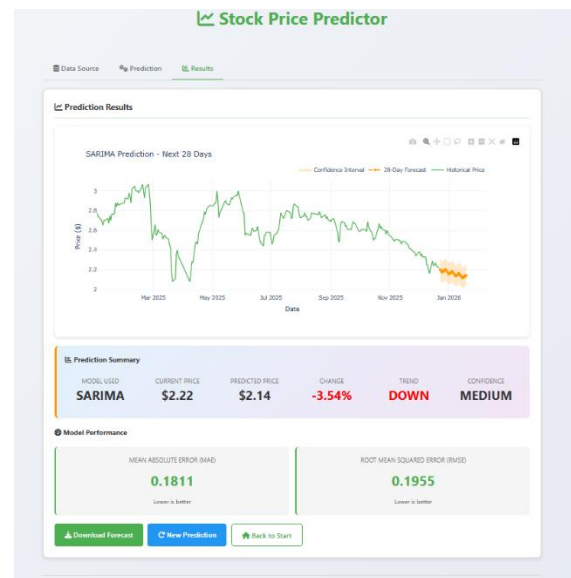 Stock Price Predictor
Data Source Prediction Results
Prediction Results
SARIMA Prediction - Next 28 Days
Confidence Interval 28-Day Forecast Historical Price
3
2.8
2.6
2.4
2.2
2
Price ($)
Mar 2025 May 2025 Jul 2025 Sep 2025 Nov 2025 Jan 2026
Date
Prediction Summary
MODEL USED CURRENT PRICE PREDICTED PRICE CHANGE TREND CONFIDENCE
SARIMA $2.22 $2.14 -3.54% DOWN MEDIUM
Model Performance
MEAN ABSOLUTE ERROR (MAE) ROOT MEAN SQUARED ERROR (RMSE)
0.1811 0.1955
Lower is better Lower is better
Download Forecast New Prediction Back to Start